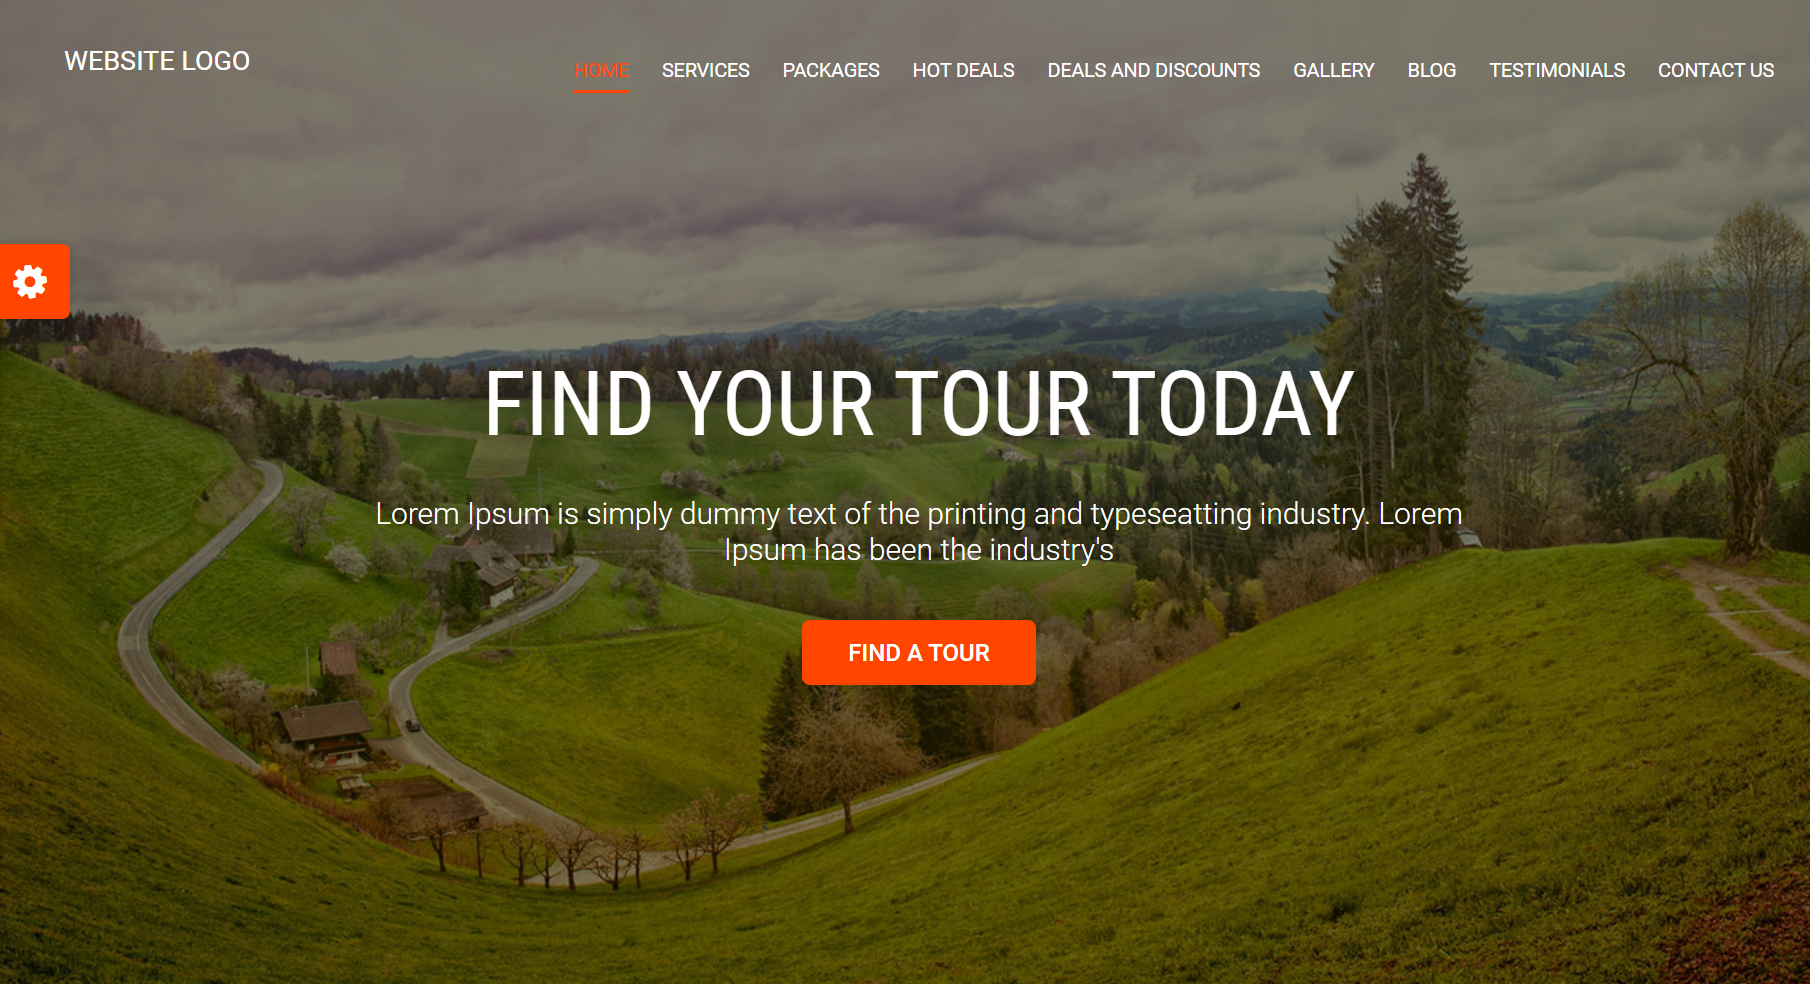 WEBSITE LOGO
HOME SERVICES PACKAGES HOT DEALS DEALS AND DISCOUNTS GALLERY BLOG TESTIMONIALS CONTACT US
FIND YOUR TOUR TODAY
Lorem Ipsum is simply dummy text of the printing and typeseatting industry. Lorem
Ipsum has been the industry's
FIND A TOUR